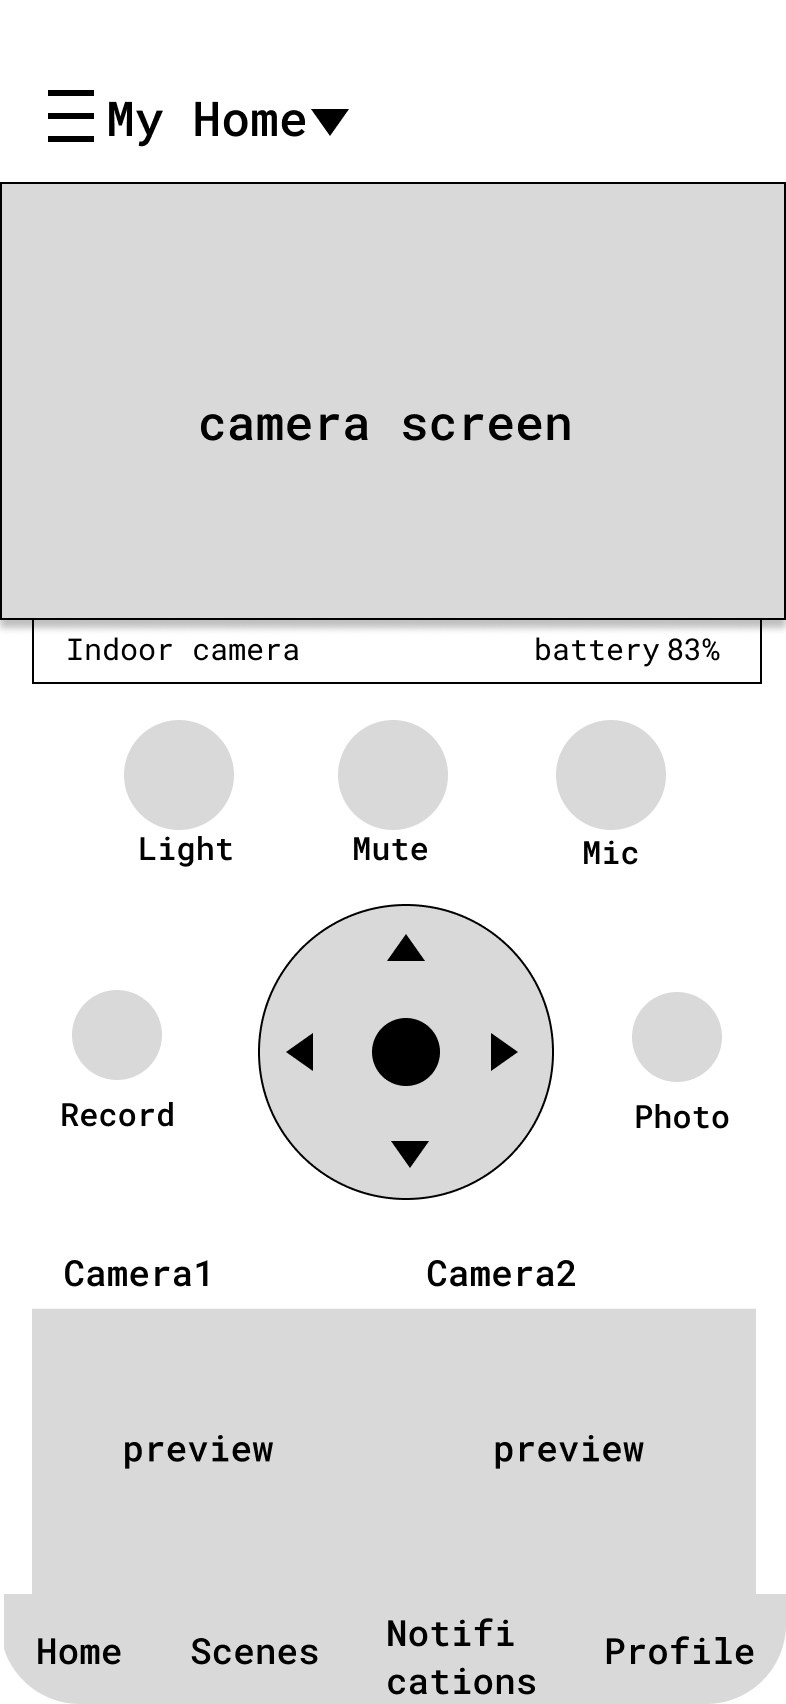 My Home
camera screen
Indoor camera battery 83%
Light Mute Mic
Record Photo
Camera1 Camera2
preview preview
Home Scenes Notifi
cations Profile